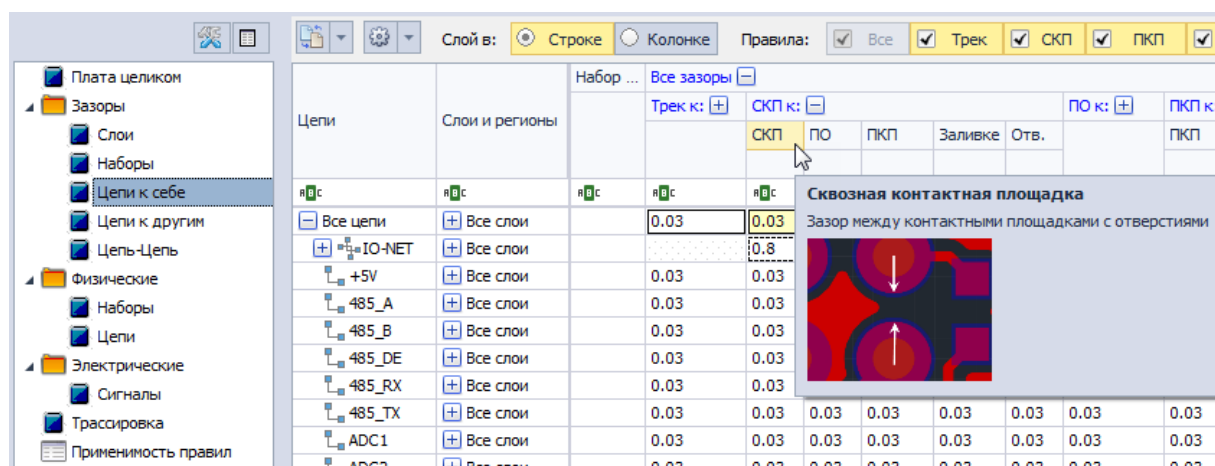 Слой в: Строке Колонке Правила: Все Трек СКП ПКП
Плата целиком
Зазоры
Слои
Наборы
Цепи к себе
Цепи к другим
Цепь-Цепь
Физические
Наборы
Цепи
Электрические
Сигналы
Трассировка
Применимость правил
Цепи Слои и регионы Набор ... Все зазоры
Трек к: СКП к: ПО к: ПКП к
СКП ПО ПКП Заливке Отв. ПКП
ABC ABC ABC ABC ABC
Все цепи Все слои 0.03 0.03
IO-NET Все слои 0.8
+5V Все слои 0.03 0.03
485_A Все слои 0.03 0.03
485_B Все слои 0.03 0.03
485_DE Все слои 0.03 0.03
485_RX Все слои 0.03 0.03
485_TX Все слои 0.03 0.03 0.03 0.03 0.03 0.03 0.03 0.03
ADC1 Все слои 0.03 0.03 0.03 0.03 0.03 0.03 0.03 0.03
Сквозная контактная площадка
Зазор между контактными площадками с отверстиями